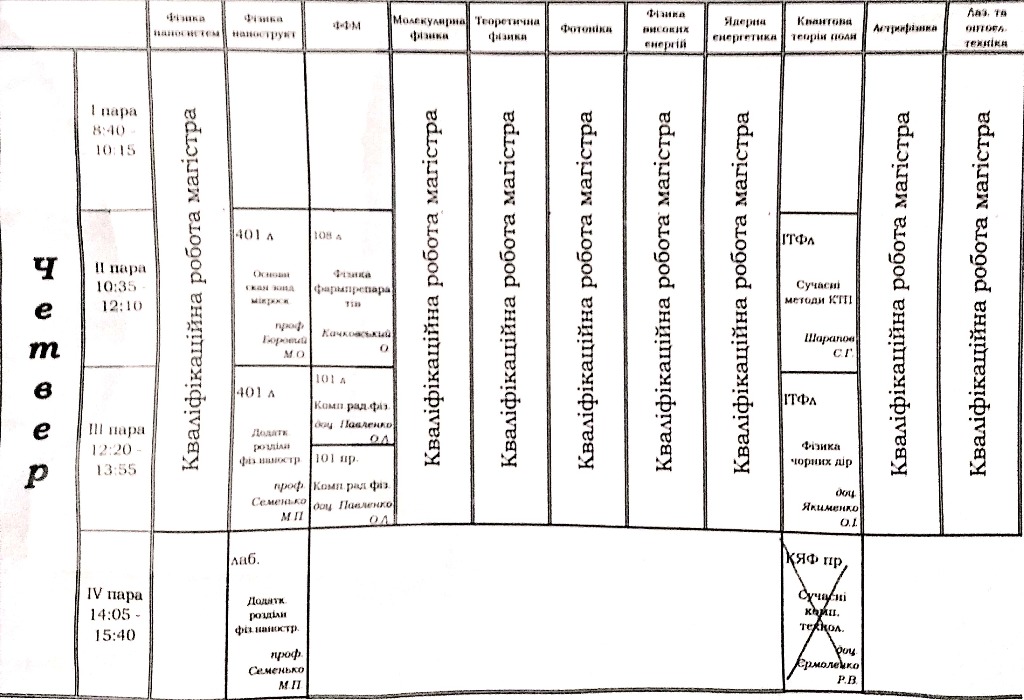 Фізика
наносистем
Фізика
нанострукт
ФФМ
Молекулярна
фізика
Теоретична
фізика
Фотоніка
Фізика
високих
енергій
Ядерна
енергетика
Квантова
теорія поля
Астрофізика
Лаз. та
оптоел.
техніка
Четвер
I пара
8:40 -
10:15
Кваліфікаційна робота магістра
Кваліфікаційна робота магістра
Кваліфікаційна робота магістра
Кваліфікаційна робота магістра
Кваліфікаційна робота магістра
Кваліфікаційна робота магістра
Кваліфікаційна робота магістра
Кваліфікаційна робота магістра
II пара
10:35 -
12:10
401 л
Основи
скан зонд
мікроск.
проф
Боровий
М.О.
108 л
Фізика
фармпрепара
тів
Качковський
О.
ІТФл
Сучасні
методи КТП
Шарапов
С.Г.
III пара
12:20 -
13:55
401 л
Додатк.
розділи
фіз.наностр.
проф.
Семенько
М.П.
101 л
Комп.рад.фіз.
доц. Павленко
О.Л.
101 пр.
Комп.рад.фіз.
доц. Павленко
О.Л.
ІТФл
Фізика
чорних дір
доц.
Якименко
О.І.
IV пара
14:05 -
15:40
лаб.
Додатк.
розділи
фіз.наностр.
проф.
Семенько
М.П.
КЯФ пр
Сучасні
комп.
технол.
доц
Єрмоленко
Р.В.